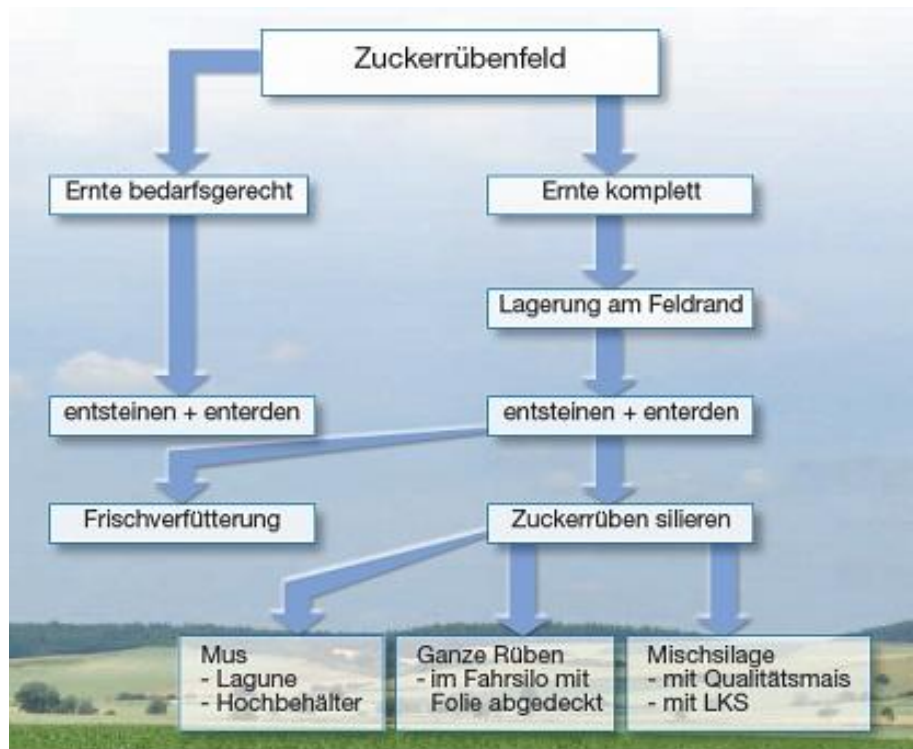 Zuckerrübenfeld
Ernte bedarfsgerecht
Ernte komplett
Lagerung am Feldrand
entsteinen + enterden
entsteinen + enterden
Frischverfütterung
Zuckerrüben silieren
Mus
- Lagune
- Hochbehälter
Ganze Rüben
- im Fahrsilo mit
Folie abgedeckt
Mischsilage
- mit Qualitätsmais
- mit LKS